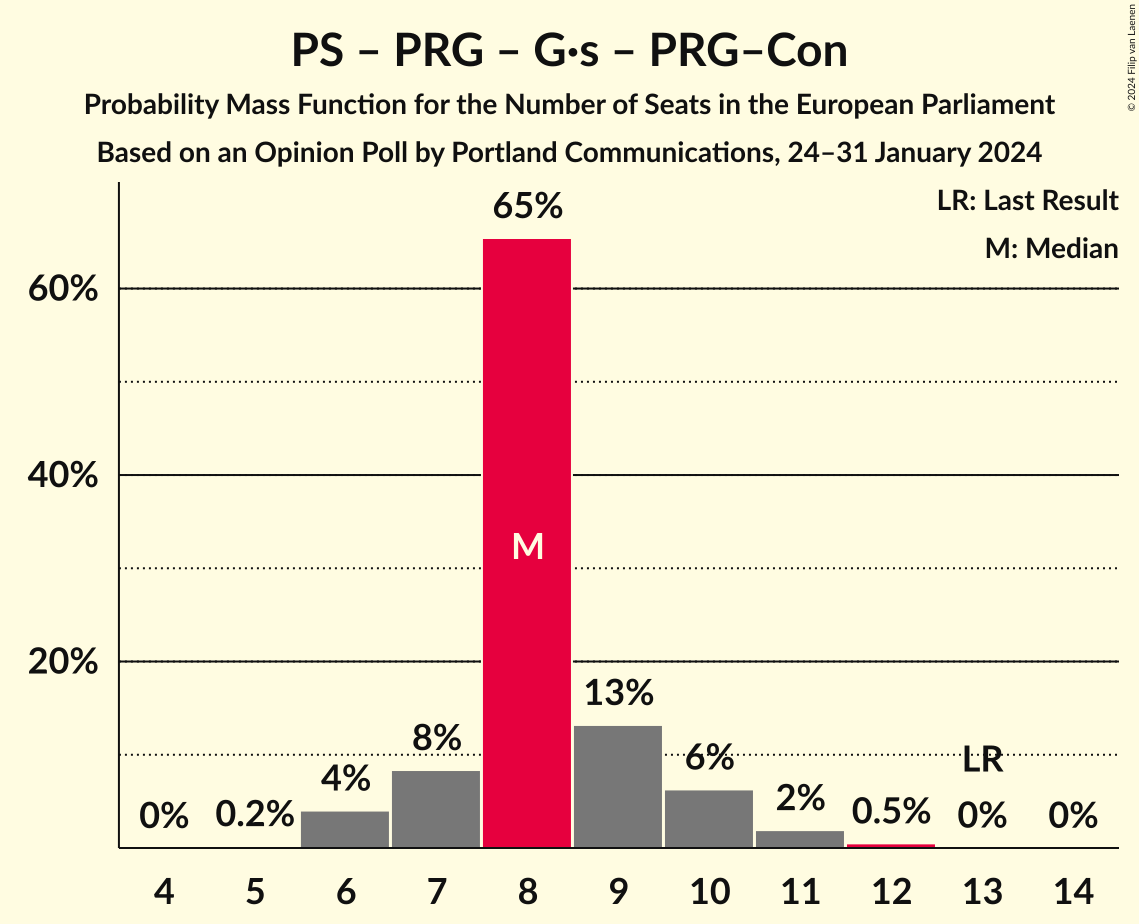 PS – PRG – G•s – PRG–Con
Probability Mass Function for the Number of Seats in the European Parliament
Based on an Opinion Poll by Portland Communications, 24–31 January 2024
© 2024 Filip van Laenen
LR: Last Result
M: Median
65%
60%
M
40%
20%
13%
8%
6%
LR
4%
2%
0%
0.2%
0.5%
0%
0%
4 5 6 7 8 9 10 11 12 13 14